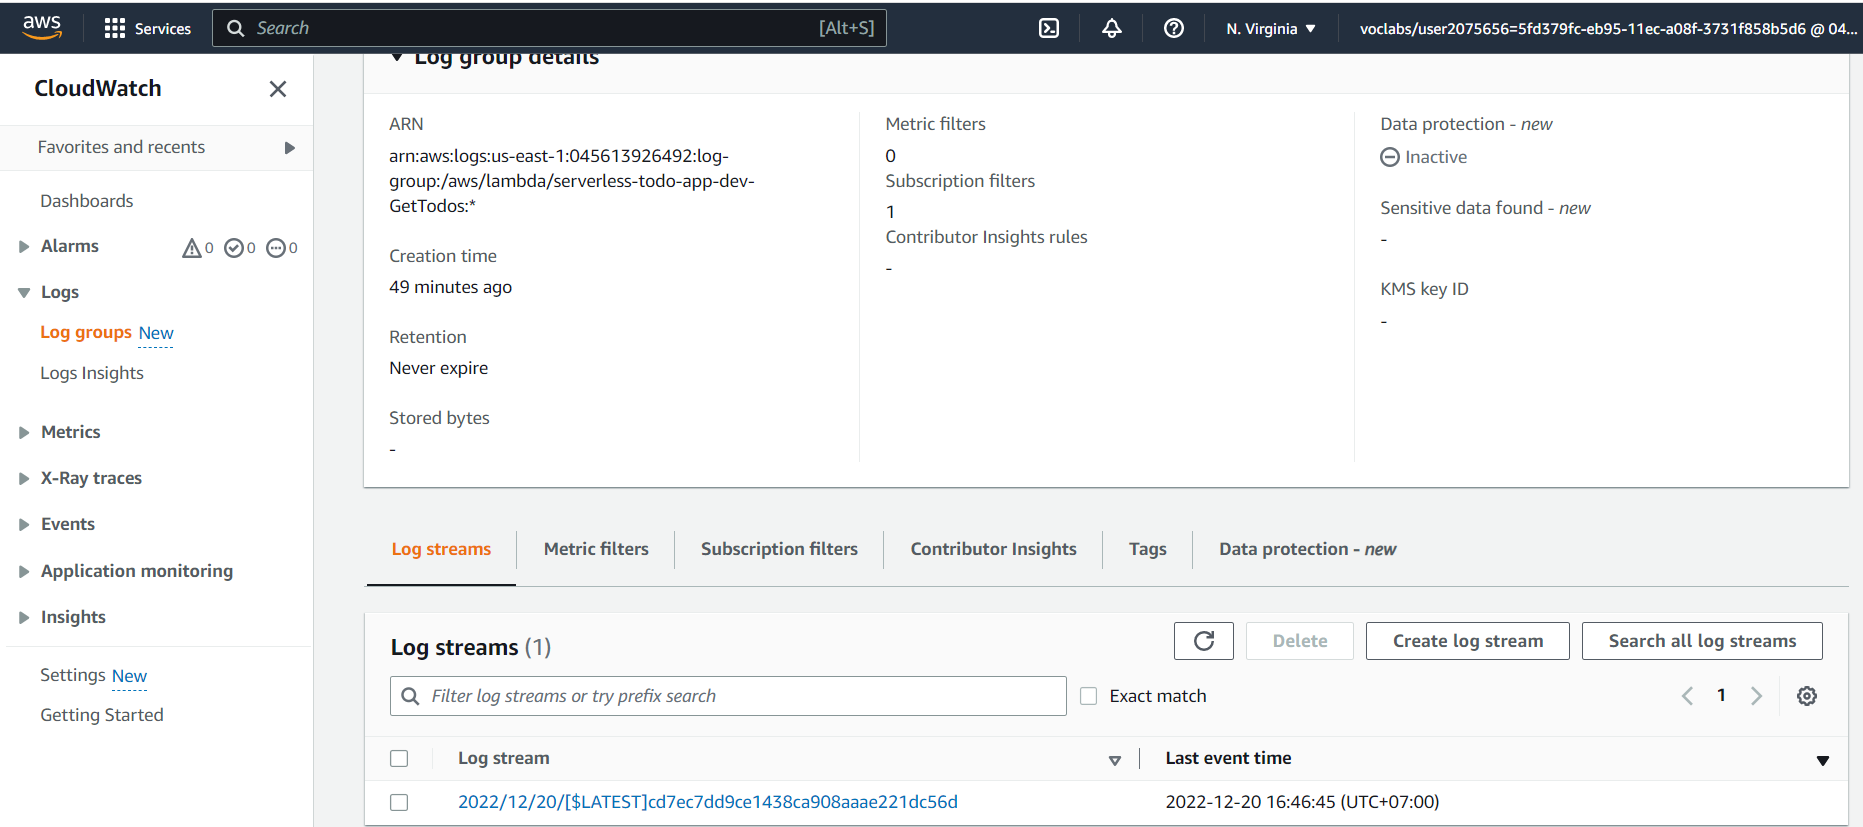 aws
Services
Search
[Alt+S]
N. Virginia
voclabs/user2075656=5fd379fc-eb95-11ec-a08f-3731f858b5d6 @ 04...
CloudWatch
Favorites and recents
Dashboards
Alarms
0
0
0
Logs
Log groups New
Logs Insights
Metrics
X-Ray traces
Events
Application monitoring
Insights
Settings New
Getting Started
Log group details
ARN
arn:aws:logs:us-east-1:045613926492:log-
group:/aws/lambda/serverless-todo-app-dev-
GetTodos:*
Creation time
49 minutes ago
Retention
Never expire
Stored bytes
-
Metric filters
0
Subscription filters
1
Contributor Insights rules
-
Data protection - new
Inactive
Sensitive data found - new
-
KMS key ID
-
Log streams
Metric filters
Subscription filters
Contributor Insights
Tags
Data protection - new
Log streams (1)
Delete
Create log stream
Search all log streams
Filter log streams or try prefix search
Exact match
1
Log stream
Last event time
2022/12/20/[$LATEST]cd7ec7dd9ce1438ca908aaae221dc56d
2022-12-20 16:46:45 (UTC+07:00)